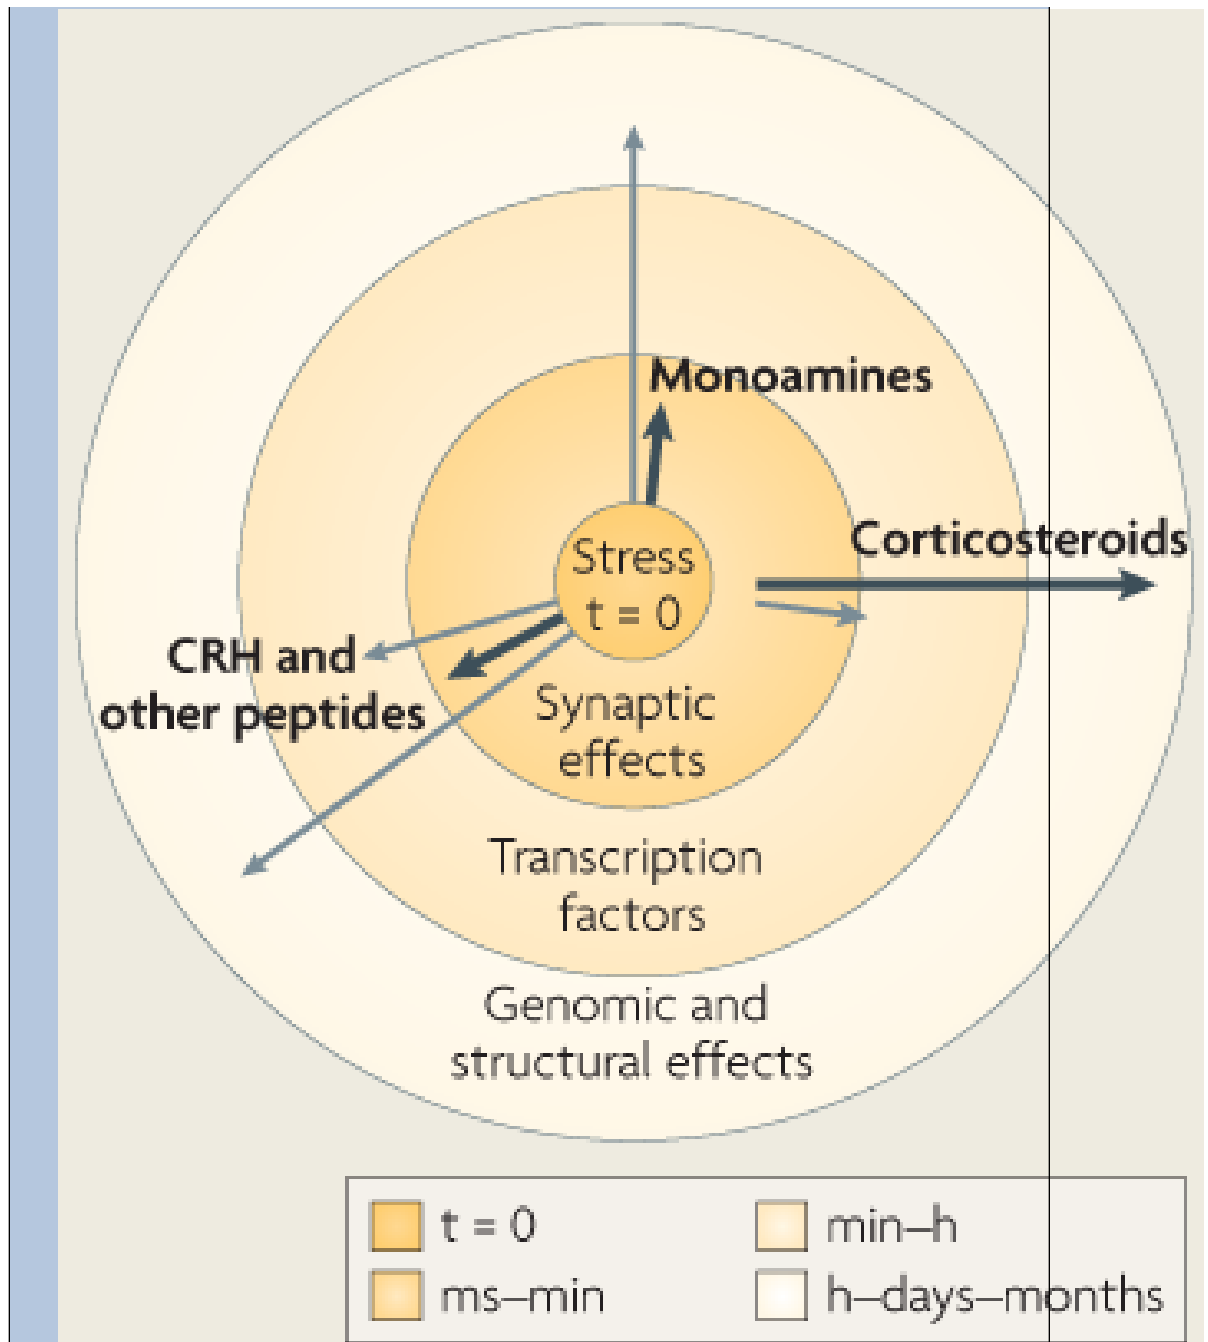 Monoamines
Corticosteroids
Stress
t = 0
CRH and
other peptides
Synaptic
effects
Transcription
factors
Genomic and
structural effects
t = 0
min–h
ms–min
h–days–months